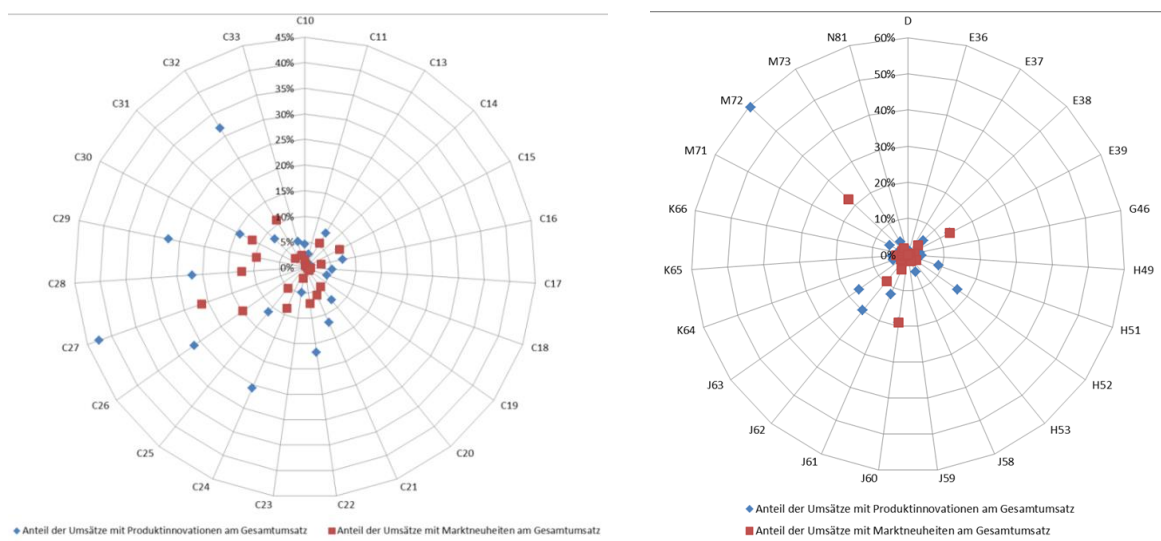 C10
C11
C13
C14
C15
C16
C17
C18
C19
C20
C21
C22
C23
C24
C25
C26
C27
C28
C29
C30
C31
C32
C33
45%
40%
35%
30%
25%
20%
15%
10%
5%
0%
Anteil der Umsätze mit Produktinnovationen am Gesamtumsatz
Anteil der Umsätze mit Marktneuheiten am Gesamtumsatz
D
E36
E37
E38
E39
G46
H49
H51
H52
H53
J58
J59
J60
J61
J62
J63
K64
K65
K66
M71
M72
M73
N81
60%
50%
40%
30%
20%
10%
0%
Anteil der Umsätze mit Produktinnovationen am Gesamtumsatz
Anteil der Umsätze mit Marktneuheiten am Gesamtumsatz